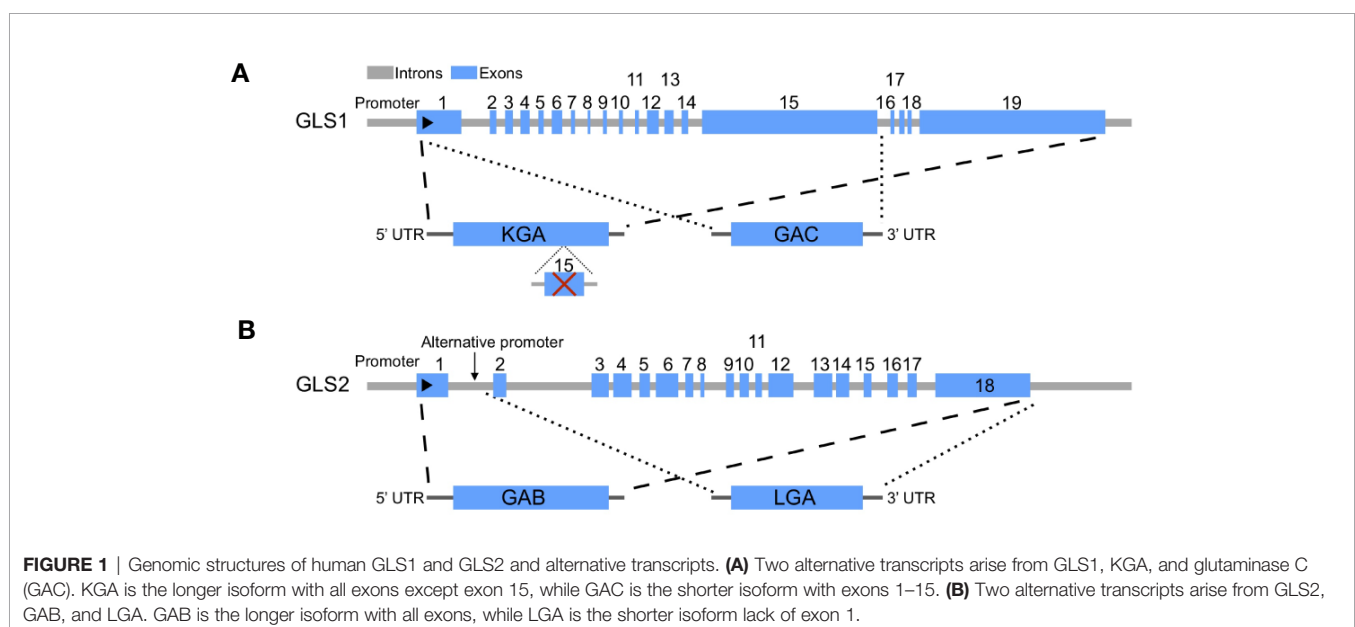 A
Introns Exons
11 13 17
Promoter 1 2 3 4 5 6 7 8 9 10 12 14 15 16 18 19
GLS1
5' UTR KGA GAC 3' UTR
15
B
Alternative promoter 11
Promoter 1 2 3 4 5 6 7 8 9 10 12 13 14 15 16 17
GLS2 18
5' UTR GAB LGA 3' UTR
FIGURE 1 | Genomic structures of human GLS1 and GLS2 and alternative transcripts. (A) Two alternative transcripts arise from GLS1, KGA, and glutaminase C
(GAC). KGA is the longer isoform with all exons except exon 15, while GAC is the shorter isoform with exons 1–15. (B) Two alternative transcripts arise from GLS2,
GAB, and LGA. GAB is the longer isoform with all exons, while LGA is the shorter isoform lack of exon 1.